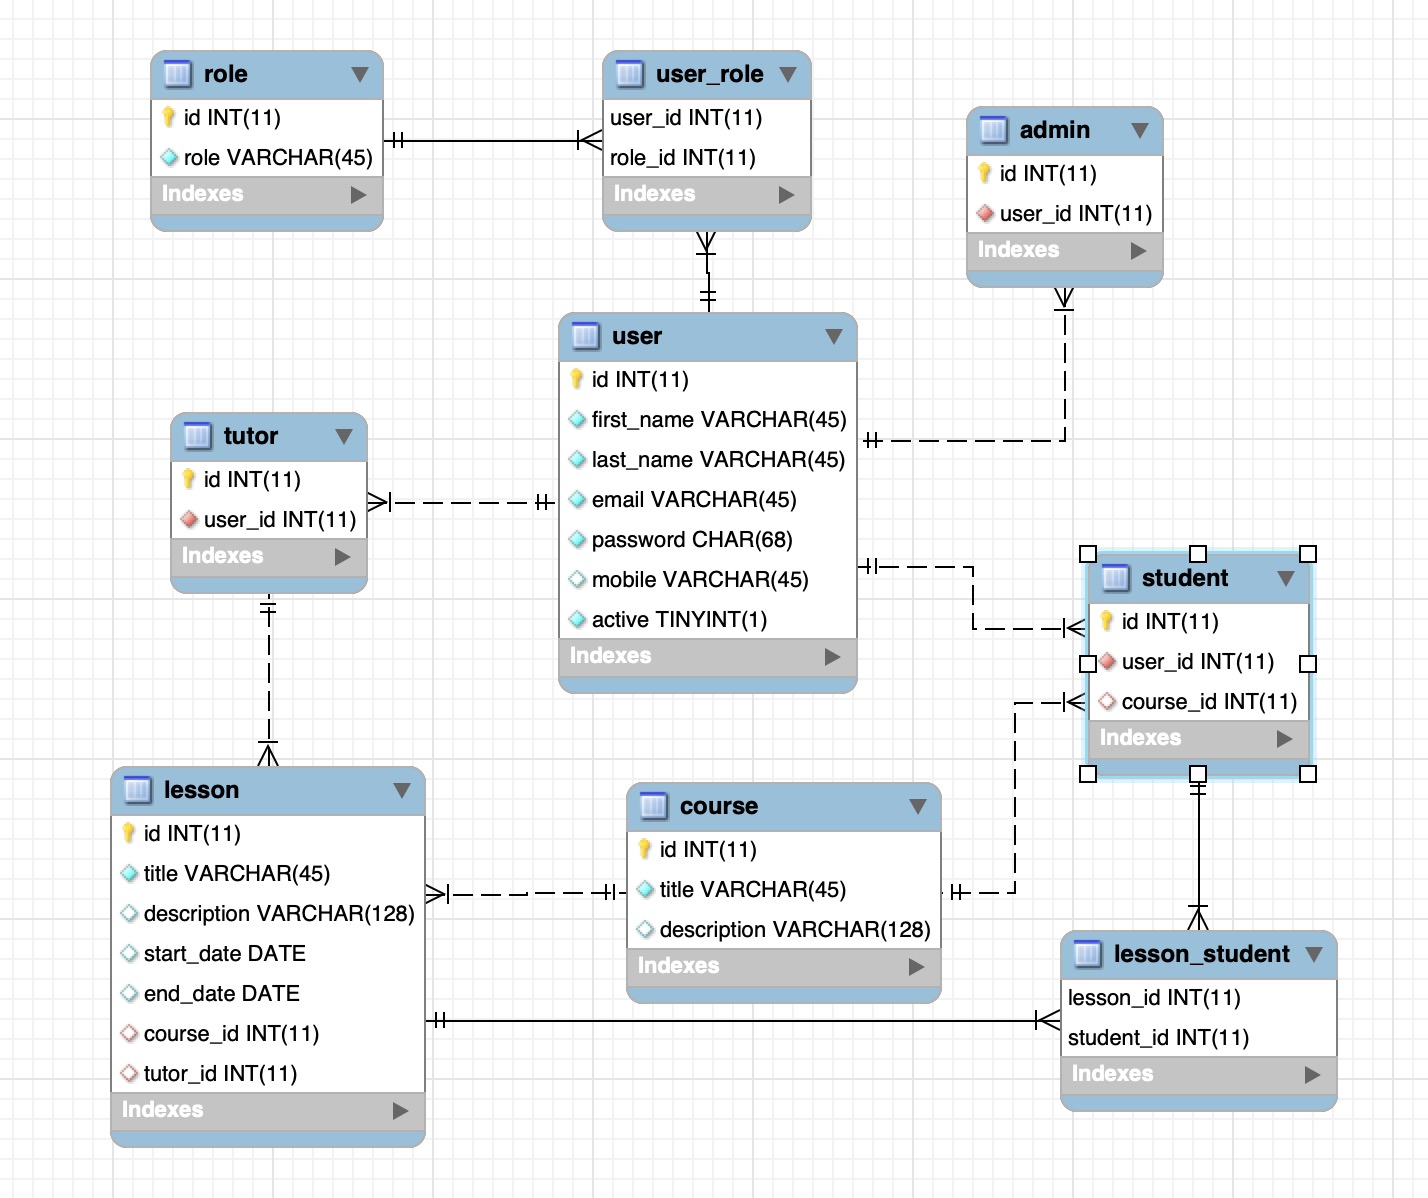 role
id INT(11)
role VARCHAR(45)
Indexes
user_role
user_id INT(11)
role_id INT(11)
Indexes
admin
id INT(11)
user_id INT(11)
Indexes
user
id INT(11)
first_name VARCHAR(45)
last_name VARCHAR(45)
email VARCHAR(45)
password CHAR(68)
mobile VARCHAR(45)
active TINYINT(1)
Indexes
tutor
id INT(11)
user_id INT(11)
Indexes
student
id INT(11)
user_id INT(11)
course_id INT(11)
Indexes
lesson
id INT(11)
title VARCHAR(45)
description VARCHAR(128)
start_date DATE
end_date DATE
course_id INT(11)
tutor_id INT(11)
Indexes
course
id INT(11)
title VARCHAR(45)
description VARCHAR(128)
Indexes
lesson_student
lesson_id INT(11)
student_id INT(11)
Indexes